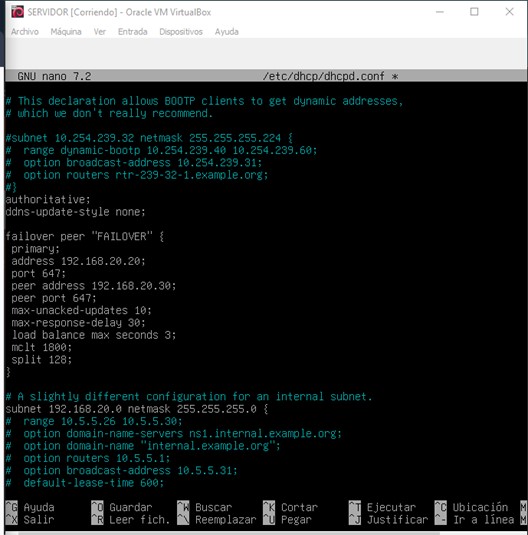 SERVIDOR [Corriendo] - Oracle VM VirtualBox
Archivo Máquina Ver Entrada Dispositivos Ayuda
GNU nano 7.2 /etc/dhcp/dhcpd.conf *
# This declaration allows BOOTP clients to get dynamic addresses,
# which we don't really recommend.
#subnet 10.254.239.32 netmask 255.255.255.224 {
#  range dynamic-bootp 10.254.239.40 10.254.239.60;
#  option broadcast-address 10.254.239.31;
#  option routers rtr-239-32-1.example.org;
#}
authoritative;
ddns-update-style none;
failover peer "FAILOVER" {
 primary;
 address 192.168.20.20;
 port 647;
 peer address 192.168.20.30;
 peer port 647;
 max-unacked-updates 10;
 max-response-delay 30;
 load balance max seconds 3;
 mclt 1800;
 split 128;
}
# A slightly different configuration for an internal subnet.
subnet 192.168.20.0 netmask 255.255.255.0 {
#  range 10.5.5.26 10.5.5.30;
#  option domain-name-servers ns1.internal.example.org;
#  option domain-name "internal.example.org";
#  option routers 10.5.5.1;
#  option broadcast-address 10.5.5.31;
#  default-lease-time 600;
^G Ayuda ^O Guardar ^W Buscar ^K Cortar ^T Ejecutar ^C Ubicación M
^X Salir ^R Leer fich. ^\ Reemplazar ^U Pegar ^J Justificar ^- Ir a línea M